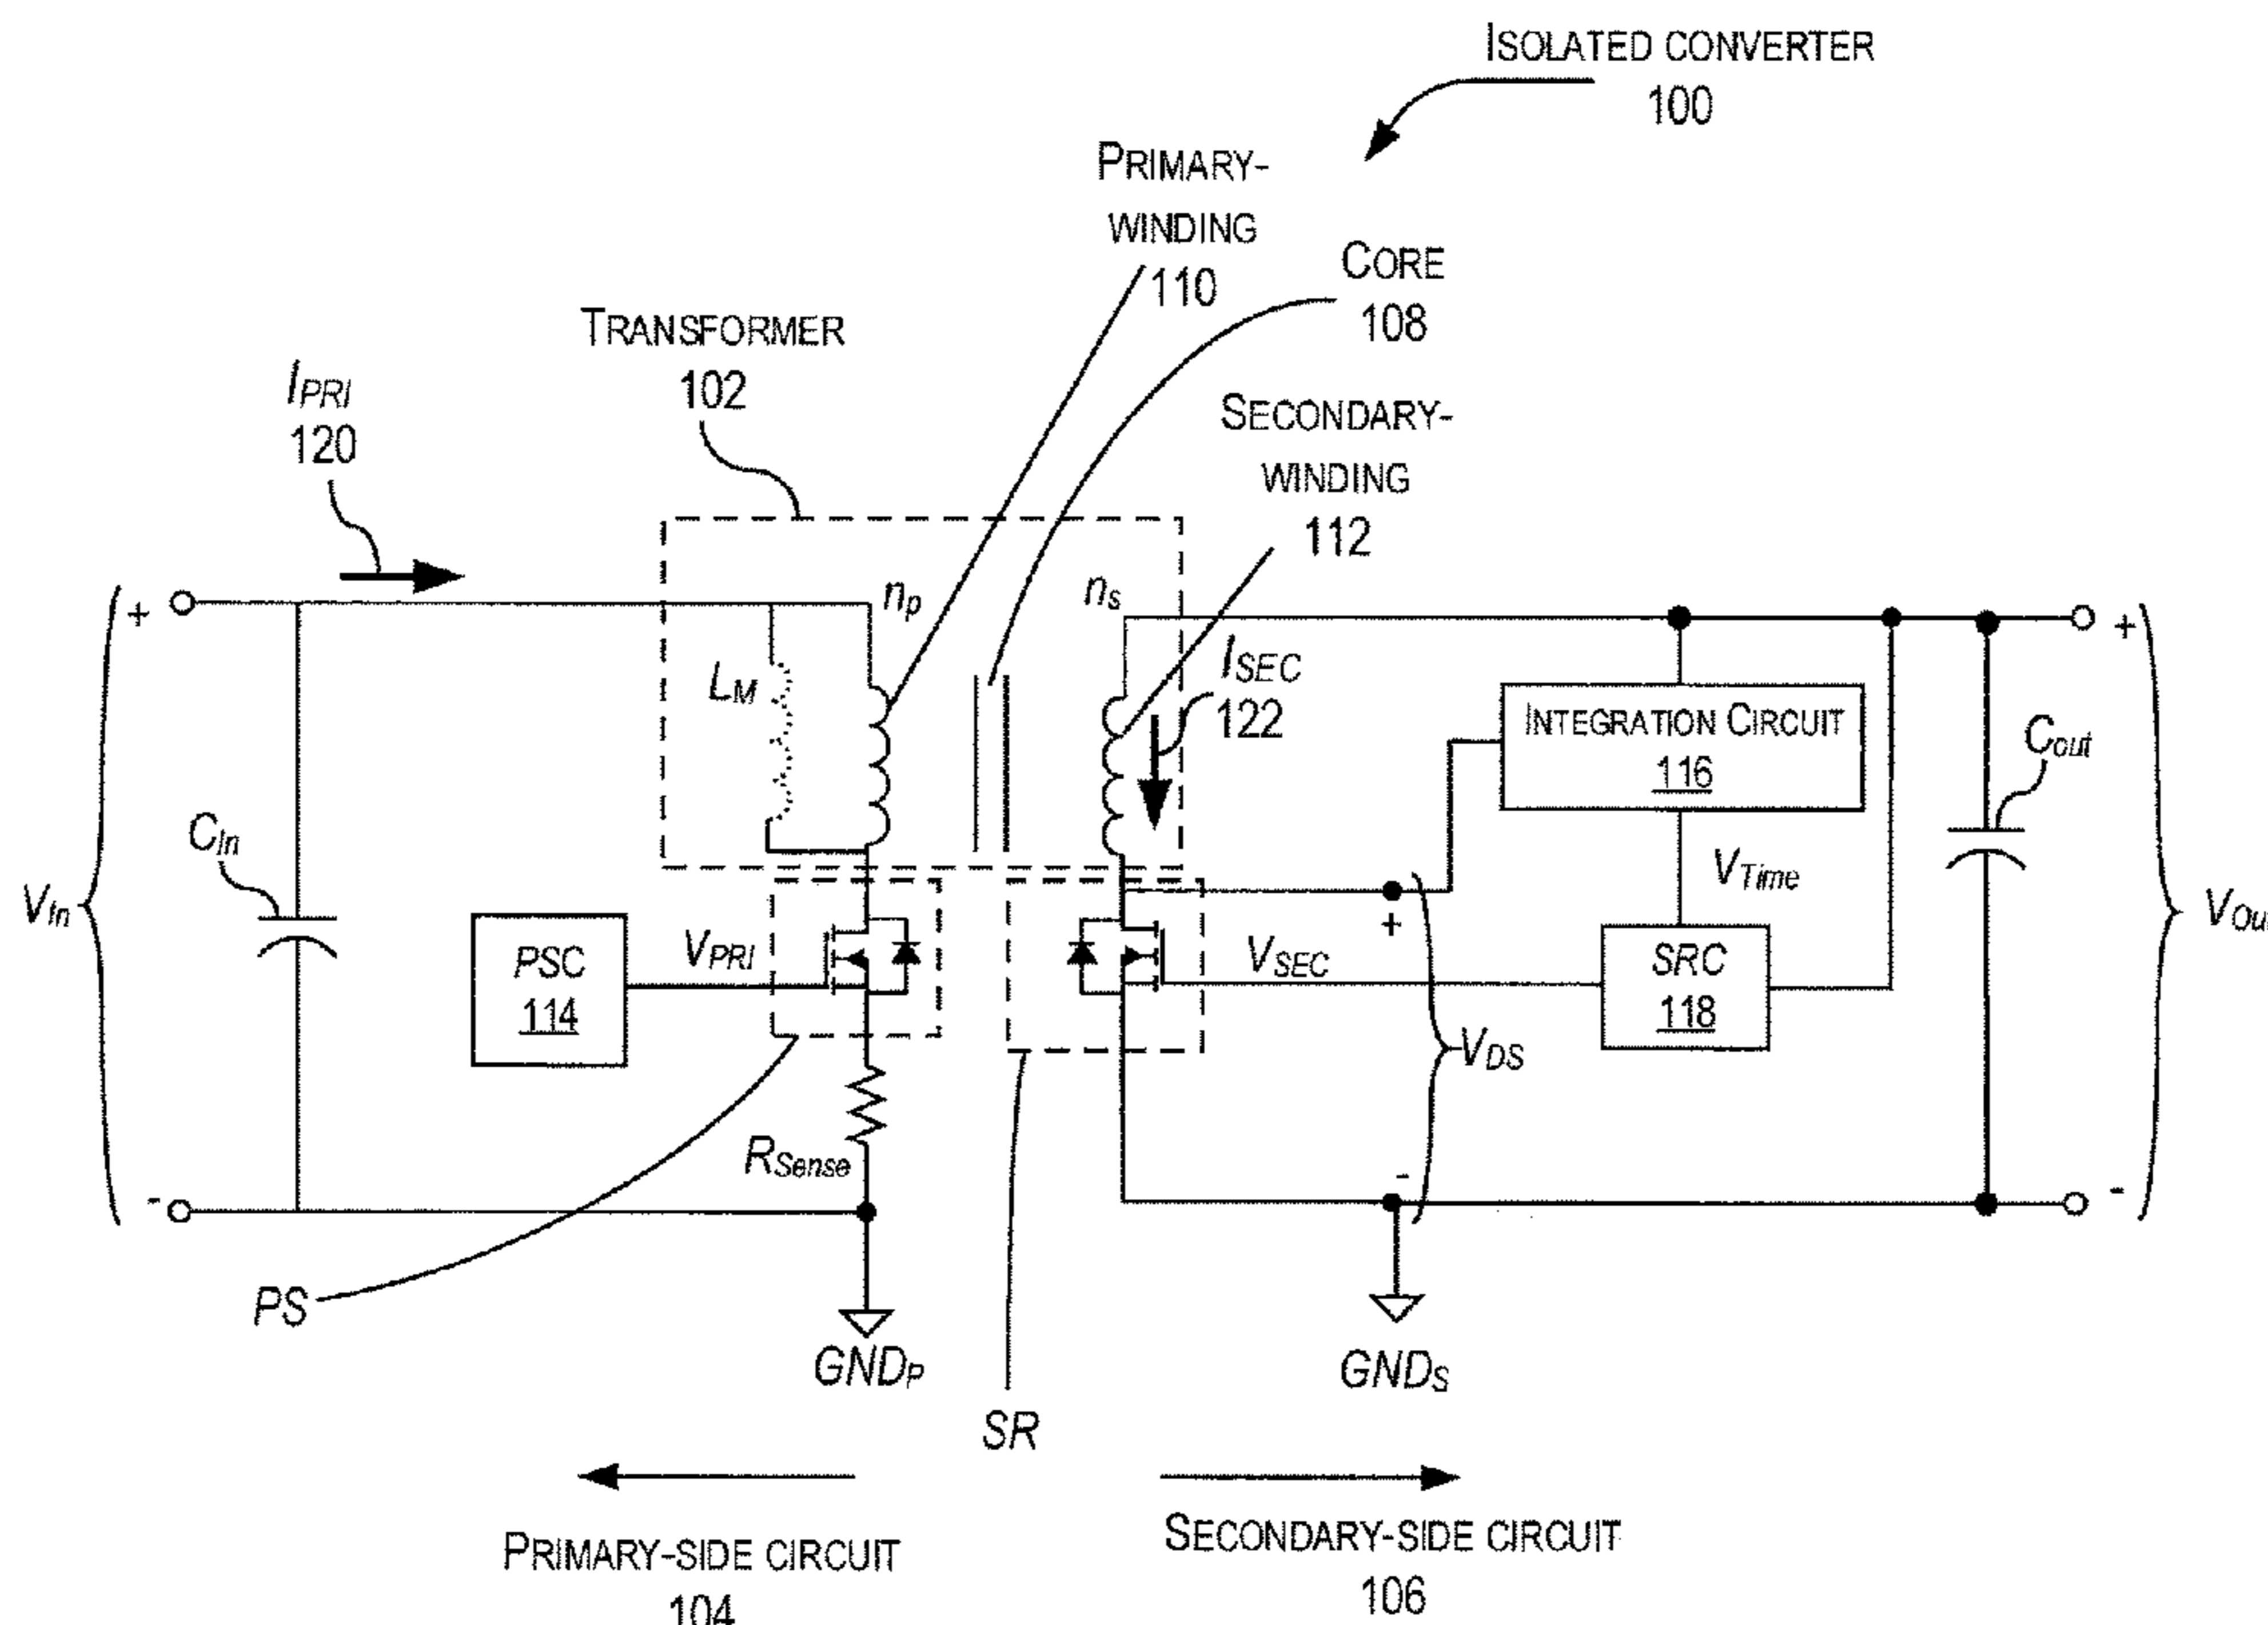 ISOLATED CONVERTER
100
PRIMARY-
WINDING
110
CORE
108
TRANSFORMER
102
SECONDARY-
WINDING
112
IPRI
120
+
np
ns
+
LM
ISEC
122
INTEGRATION CIRCUIT
116
Cout
CIn
VIn
VTime
VOut
+
PSC
114
VPRI
VSEC
SRC
118
VDS
RSense
-
-
-
PS
GNDP
GNDS
SR
PRIMARY-SIDE CIRCUIT
104
SECONDARY-SIDE CIRCUIT
106